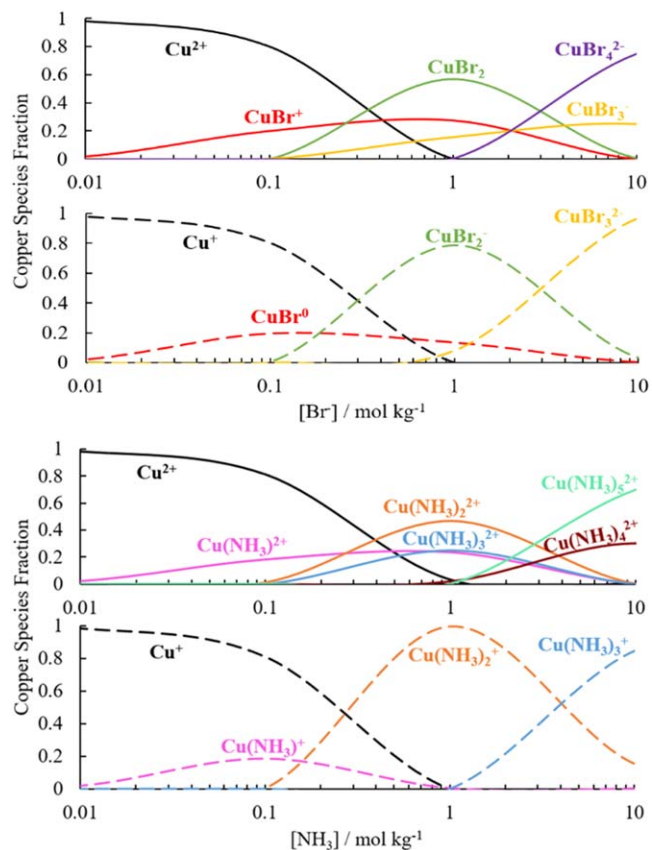 Copper Species Fraction
1
0.8
0.6
0.4
0.2
0
Cu²⁺
CuBr⁺
CuBr₂
CuBr₄²⁻
CuBr₃⁻
0.01 0.1 1 10
1
0.8
0.6
0.4
0.2
0
Cu⁺
CuBr⁰
CuBr₂⁻
CuBr₃²⁻
0.01 0.1 1 10
[Br⁻] / mol kg⁻¹
Copper Species Fraction
1
0.8
0.6
0.4
0.2
0
Cu²⁺
Cu(NH₃)²⁺
Cu(NH₃)₂²⁺
Cu(NH₃)₃²⁺
Cu(NH₃)₅²⁺
Cu(NH₃)₄²⁺
0.01 0.1 1 10
1
0.8
0.6
0.4
0.2
0
Cu⁺
Cu(NH₃)⁺
Cu(NH₃)₂⁺
Cu(NH₃)₃⁺
0.01 0.1 1 10
[NH₃] / mol kg⁻¹